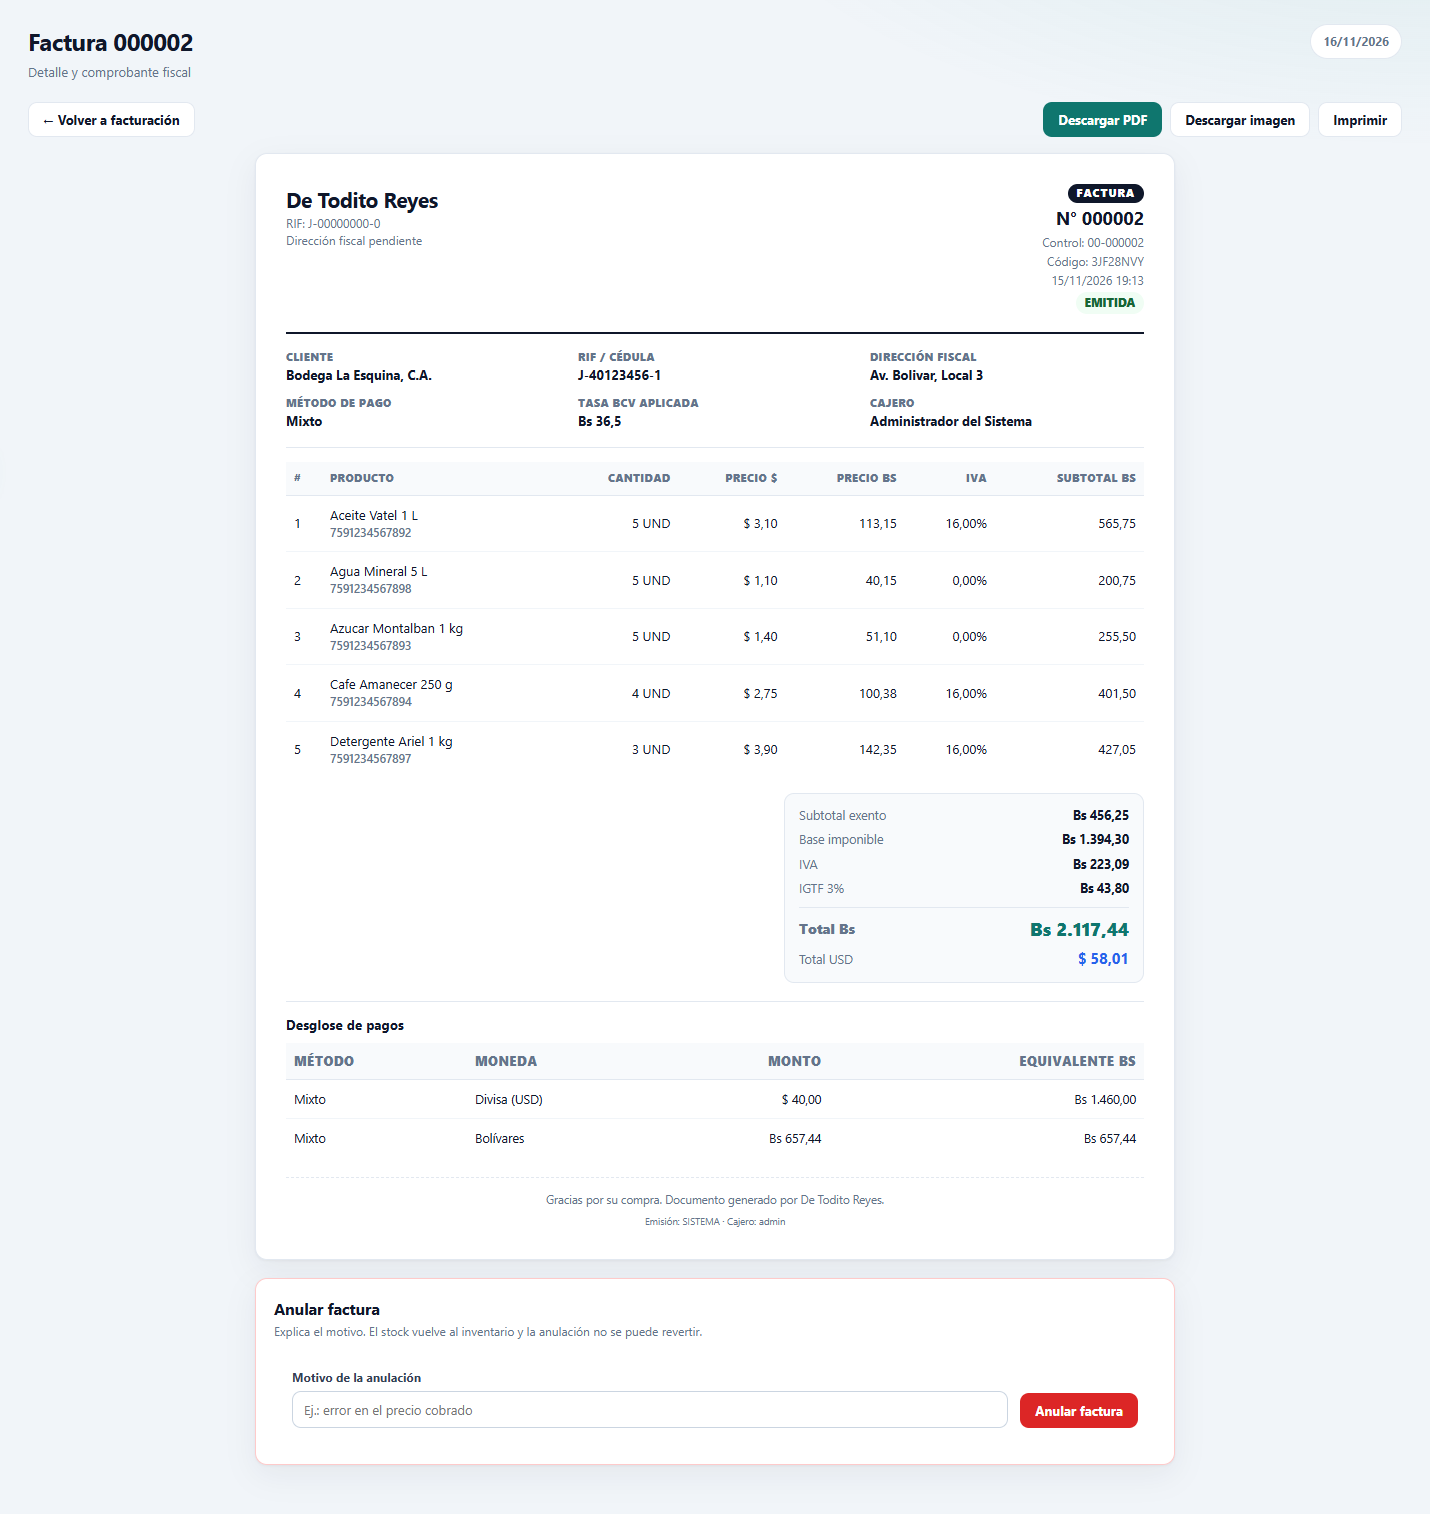 Factura 000002
16/11/2026
Detalle y comprobante fiscal
← Volver a facturación
Descargar PDF
Descargar imagen
Imprimir
De Todito Reyes
RIF: J-00000000-0
Dirección fiscal pendiente
FACTURA
N° 000002
Control: 00-000002
Código: 3JF28NVY
15/11/2026 19:13
EMITIDA
CLIENTE RIF / CÉDULA DIRECCIÓN FISCAL
Bodega La Esquina, C.A. J-40123456-1 Av. Bolivar, Local 3
MÉTODO DE PAGO TASA BCV APLICADA CAJERO
Mixto Bs 36,5 Administrador del Sistema
# PRODUCTO CANTIDAD PRECIO $ PRECIO BS IVA SUBTOTAL BS
1 Aceite Vatel 1 L 5 UND $ 3,10 113,15 16,00% 565,75
7591234567892
2 Agua Mineral 5 L 5 UND $ 1,10 40,15 0,00% 200,75
7591234567898
3 Azucar Montalban 1 kg 5 UND $ 1,40 51,10 0,00% 255,50
7591234567893
4 Cafe Amanecer 250 g 4 UND $ 2,75 100,38 16,00% 401,50
7591234567894
5 Detergente Ariel 1 kg 3 UND $ 3,90 142,35 16,00% 427,05
7591234567897
Subtotal exento Bs 456,25
Base imponible Bs 1.394,30
IVA Bs 223,09
IGTF 3% Bs 43,80
Total Bs Bs 2.117,44
Total USD $ 58,01
Desglose de pagos
MÉTODO MONEDA MONTO EQUIVALENTE BS
Mixto Divisa (USD) $ 40,00 Bs 1.460,00
Mixto Bolívares Bs 657,44 Bs 657,44
Gracias por su compra. Documento generado por De Todito Reyes.
Emisión: SISTEMA · Cajero: admin
Anular factura
Explica el motivo. El stock vuelve al inventario y la anulación no se puede revertir.
Motivo de la anulación
Ej.: error en el precio cobrado
Anular factura